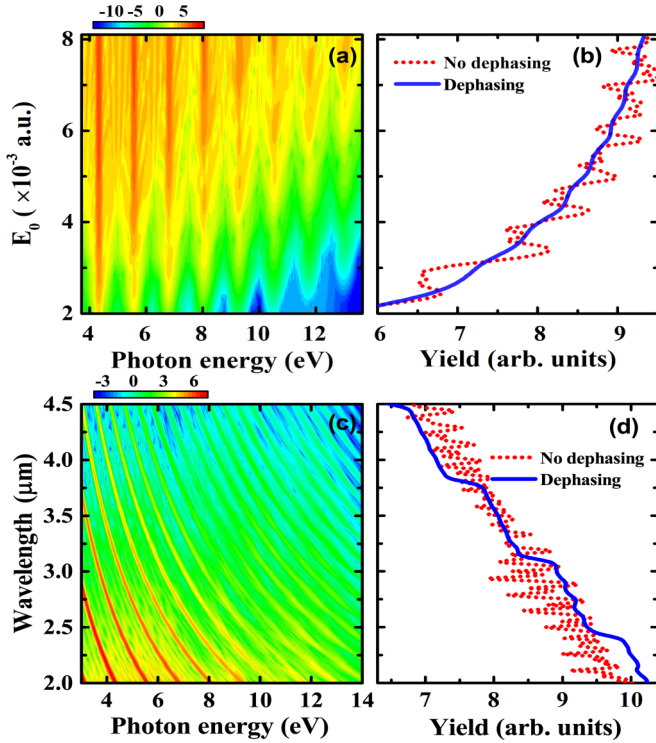 -10 -5 0 5
(a)
8
6
4
2
E0 ( ×10-3 a.u.)
4 6 8 10 12
Photon energy (eV)
(b)
No dephasing
Dephasing
6 7 8 9
Yield (arb. units)
-3 0 3 6
(c)
4.5
4.0
3.5
3.0
2.5
2.0
Wavelength (μm)
4 6 8 10 12 14
Photon energy (eV)
(d)
No dephasing
Dephasing
7 8 9 10
Yield (arb. units)